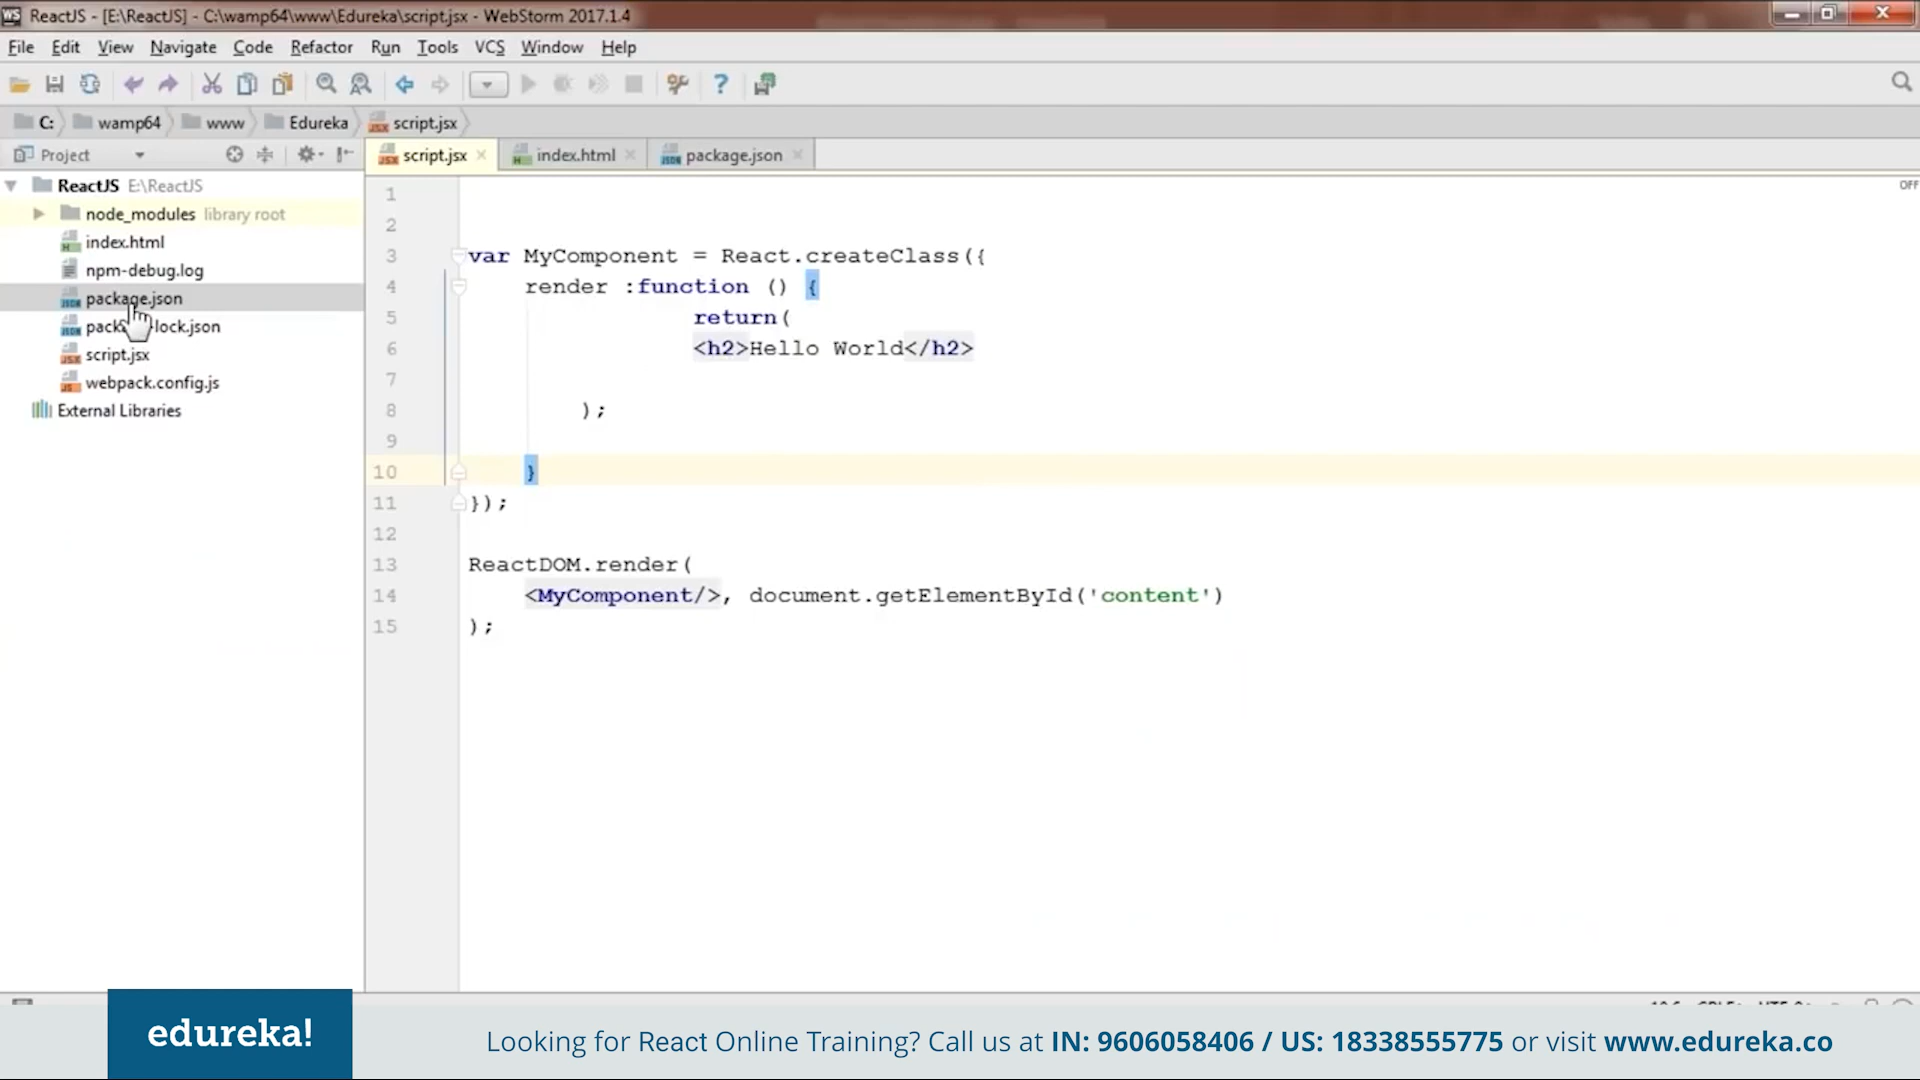 WS ReactJS - [E:\ReactJS] - C:\wamp64\www\Edureka\script.jsx - WebStorm 2017.1.4
File Edit View Navigate Code Refactor Run Tools VCS Window Help
C: wamp64 www Edureka script.jsx
Project script.jsx index.html package.json
OFF
ReactJS E:\ReactJS
node_modules library root
index.html
npm-debug.log
package.json
lock.json
script.jsx
webpack.config.js
External Libraries
1
2
3 var MyComponent = React.createClass({
4 render :function () {
5 return(
6 <h2>Hello World</h2>
7
8 );
9
10 }
11 });
12
13 ReactDOM.render(
14 <MyComponent/>, document.getElementById('content')
15 );
edureka!
Looking for React Online Training? Call us at IN: 9606058406 / US: 18338555775 or visit www.edureka.co